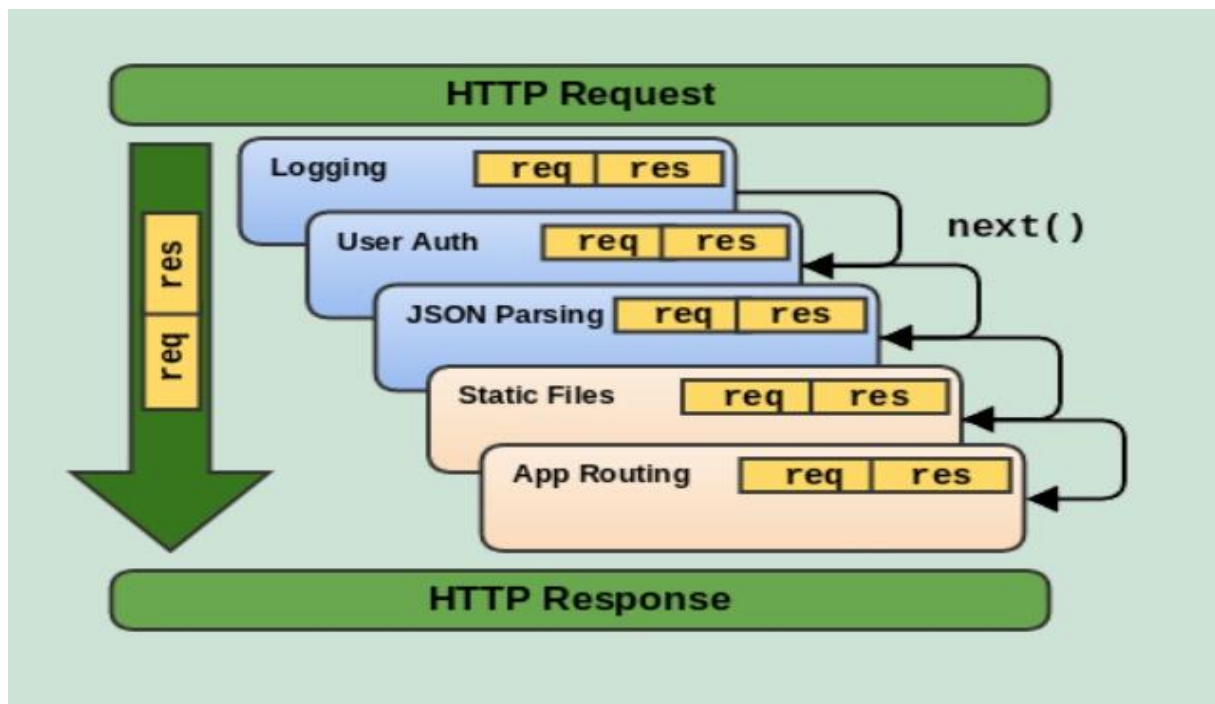 HTTP Request
Logging req res
next()
User Auth req res
JSON Parsing req res
Static Files req res
App Routing req res
req res
HTTP Response